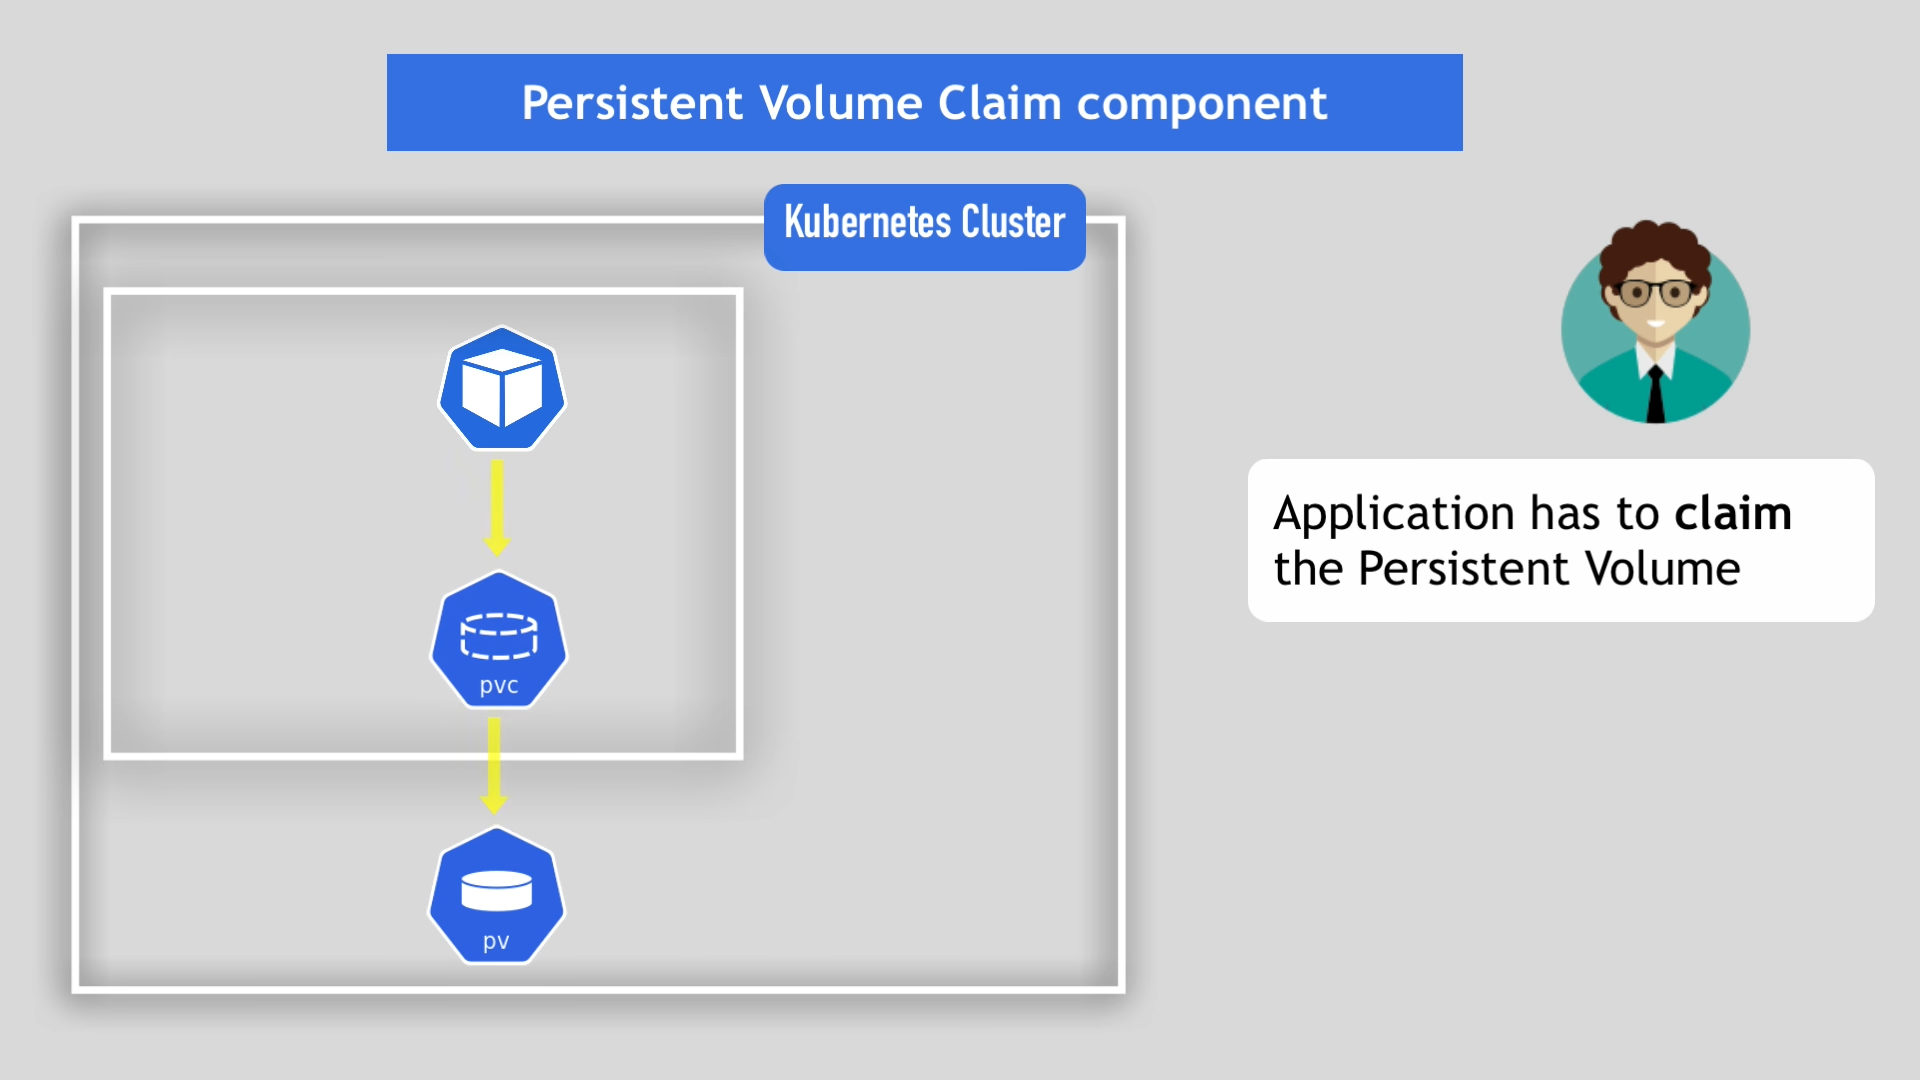 Persistent Volume Claim component
Kubernetes Cluster
pvc
pv
Application has to claim
the Persistent Volume